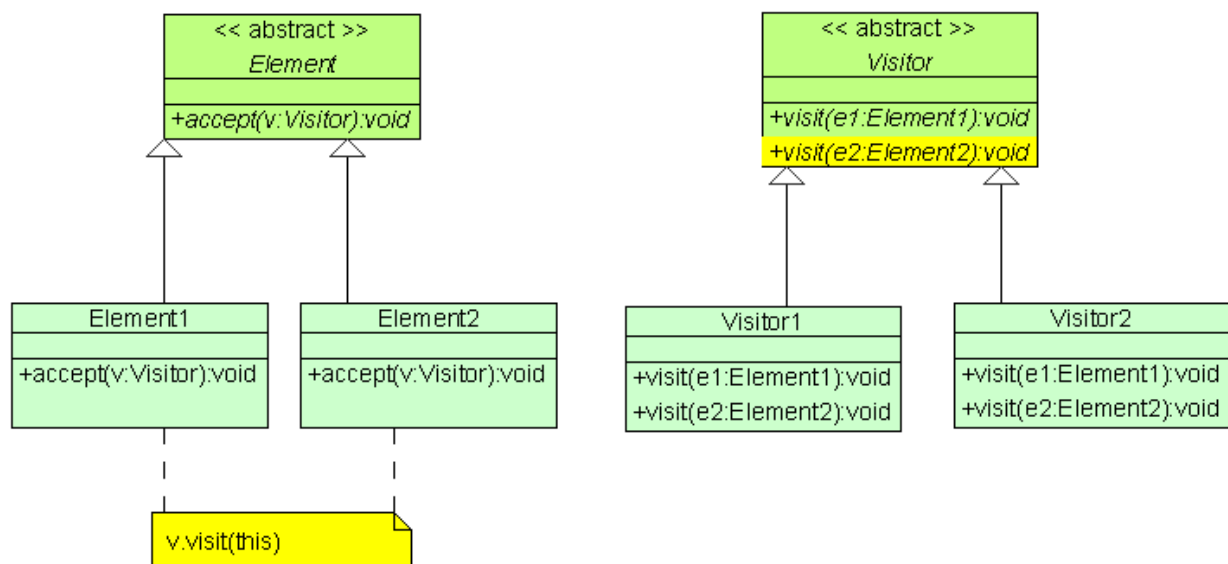 << abstract >>
Element
+accept(v:Visitor):void
<< abstract >>
Visitor
+visit(e1:Element1):void
+visit(e2:Element2):void
Element1
+accept(v:Visitor):void
Element2
+accept(v:Visitor):void
Visitor1
+visit(e1:Element1):void
+visit(e2:Element2):void
Visitor2
+visit(e1:Element1):void
+visit(e2:Element2):void
v.visit(this)